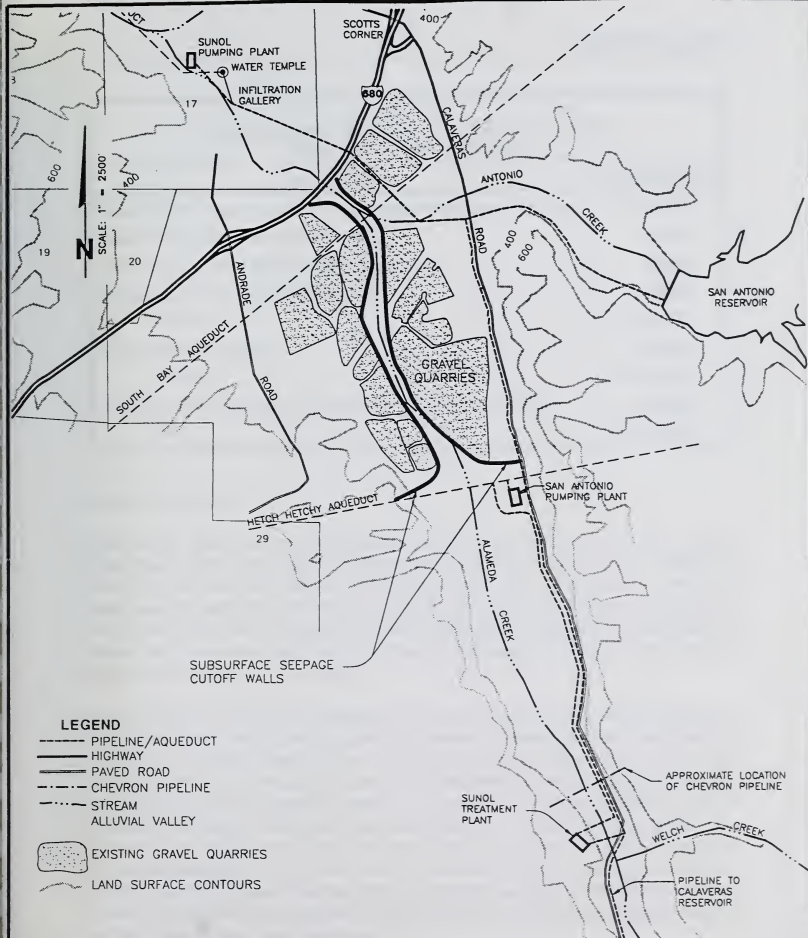 UCT
SCOTTS
CORNER
400
SUNOL
PUMPING PLANT
WATER TEMPLE
INFILTRATION
GALLERY
17
680
CALAVERAS
ROAD
600
400
SCALE: 1" = 2500'
N
19
20
ANTONIO
CREEK
400
600
SAN ANTONIO
RESERVOIR
ANDRADE
ROAD
SOUTH BAY AQUEDUCT
GRAVEL
QUARRIES
SAN ANTONIO
PUMPING PLANT
HETCH HETCHY AQUEDUCT
29
ALAMEDA
CREEK
SUBSURFACE SEEPAGE
CUTOFF WALLS
LEGEND
PIPELINE/AQUEDUCT
HIGHWAY
PAVED ROAD
CHEVRON PIPELINE
STREAM
ALLUVIAL VALLEY
EXISTING GRAVEL QUARRIES
LAND SURFACE CONTOURS
APPROXIMATE LOCATION
OF CHEVRON PIPELINE
SUNOL
TREATMENT
PLANT
WELCH CREEK
PIPELINE TO
CALAVERAS
RESERVOIR